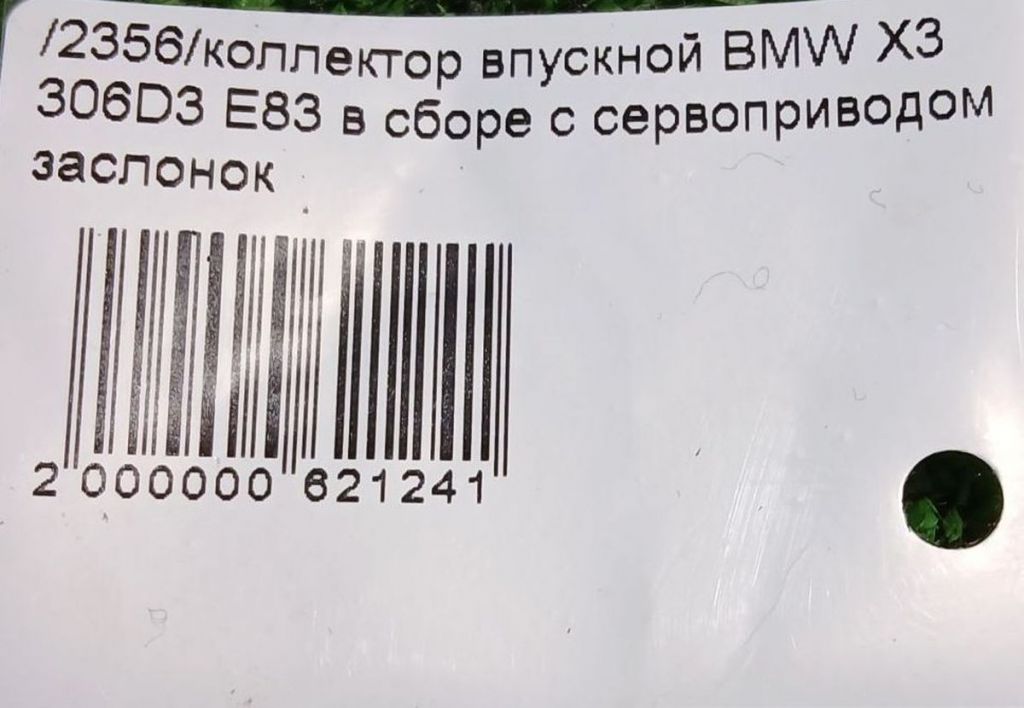 /2356/коллектор впускной BMW X3
306D3 E83 в сборе с сервоприводом
заслонок
2 000000 621241